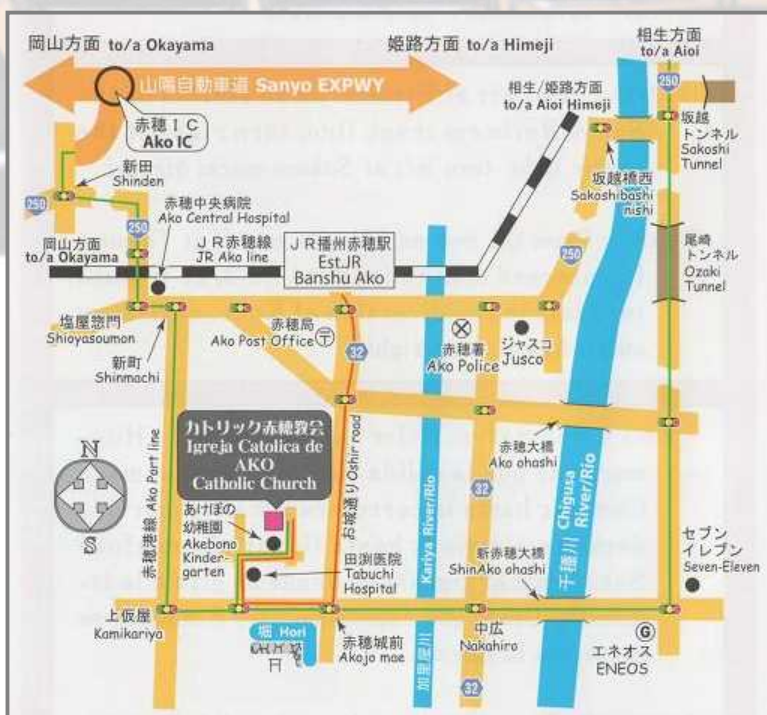 岡山方面 to/a Okayama
姫路方面 to/a Himeji
相生方面
to/a Aioi
山陽自動車道 Sanyo EXPWY
赤穂IC
Ako IC
相生/姫路方面
to/a Aioi Himeji
250
坂越
トンネル
Sakoshi
Tunnel
新田
Shinden
坂越橋西
Sakoshibashi
nishi
250
250
赤穂中央病院
Ako Central Hospital
岡山方面
to/a Okayama
JR赤穂線
JR Ako line
JR播州赤穂駅
Est.JR
Banshu Ako
250
尾崎
トンネル
Ozaki
Tunnel
塩屋惣門
Shioyasoumon
新町
Shinmachi
赤穂局
Ako Post Office
〒
32
赤穂署
Ako Police
ジャスコ
Jusco
カトリック赤穂教会
Igreja Catolica de
AKO
Catholic Church
赤穂大橋
Ako ohashi
N
S
赤穂港線 Ako Port line
お城通り Oshir road
Kariya River/Rio
加里屋川
32
千種川 Chigusa
River/Rio
あけぼの
幼稚園
Akebono
Kinder-
garten
田渕医院
Tabuchi
Hospital
新赤穂大橋
ShinAko ohashi
セブン
イレブン
Seven-Eleven
上仮屋
Kamikariya
堀 Hori
赤穂城前
Akojo mae
中広
Nakahiro
32
G
エネオス
ENEOS